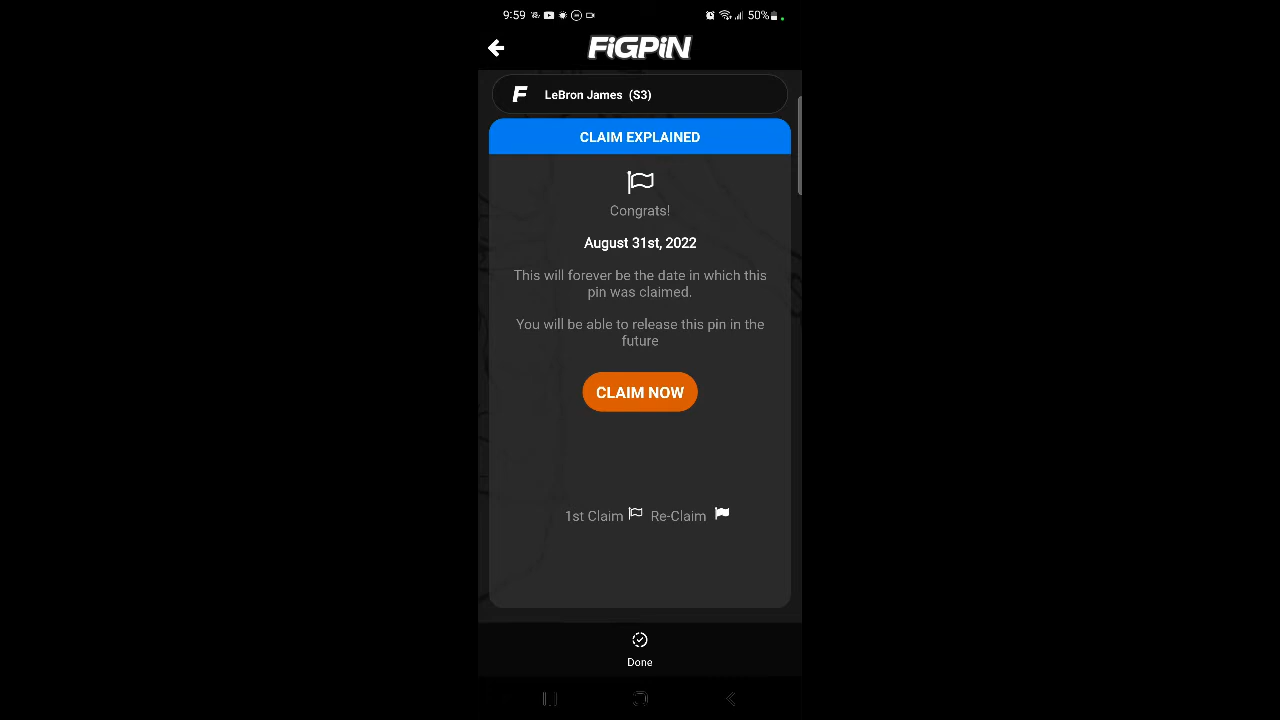 9:59
50%
FiGPiN
F LeBron James (S3)
CLAIM EXPLAINED
Congrats!
August 31st, 2022
This will forever be the date in which this
pin was claimed.
You will be able to release this pin in the
future
CLAIM NOW
1st Claim Re-Claim
Done